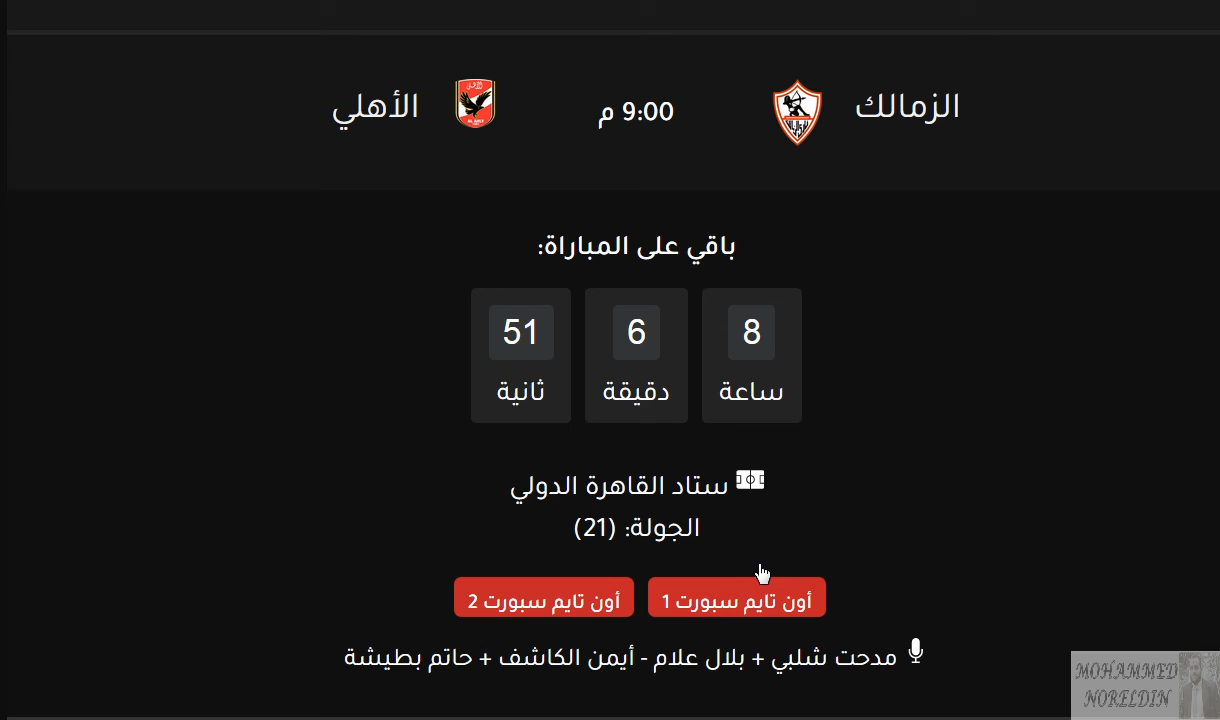 الزمالك 9:00 م الأهلي
باقي على المباراة:
8 6 51
ساعة دقيقة ثانية
ستاد القاهرة الدولي
الجولة: (21)
أون تايم سبورت 1 أون تايم سبورت 2
مدحت شلبي + بلال علام - أيمن الكاشف + حاتم بطيشة
MOHAMMED
NORELDIN